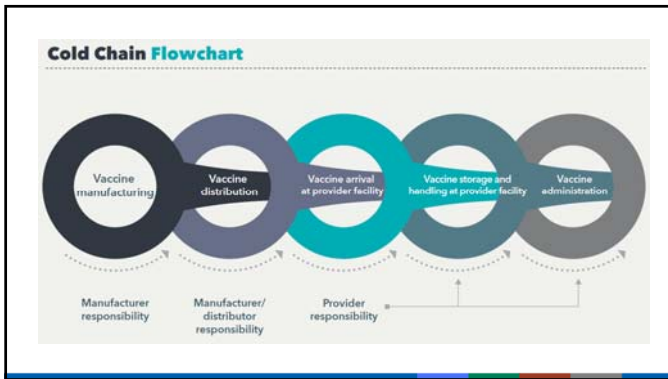 Cold Chain Flowchart
Vaccine
manufacturing
Vaccine
distribution
Vaccine arrival
at provider facility
Vaccine storage and
handling at provider facility
Vaccine
administration
Manufacturer
responsibility
Manufacturer/
distributor
responsibility
Provider
responsibility